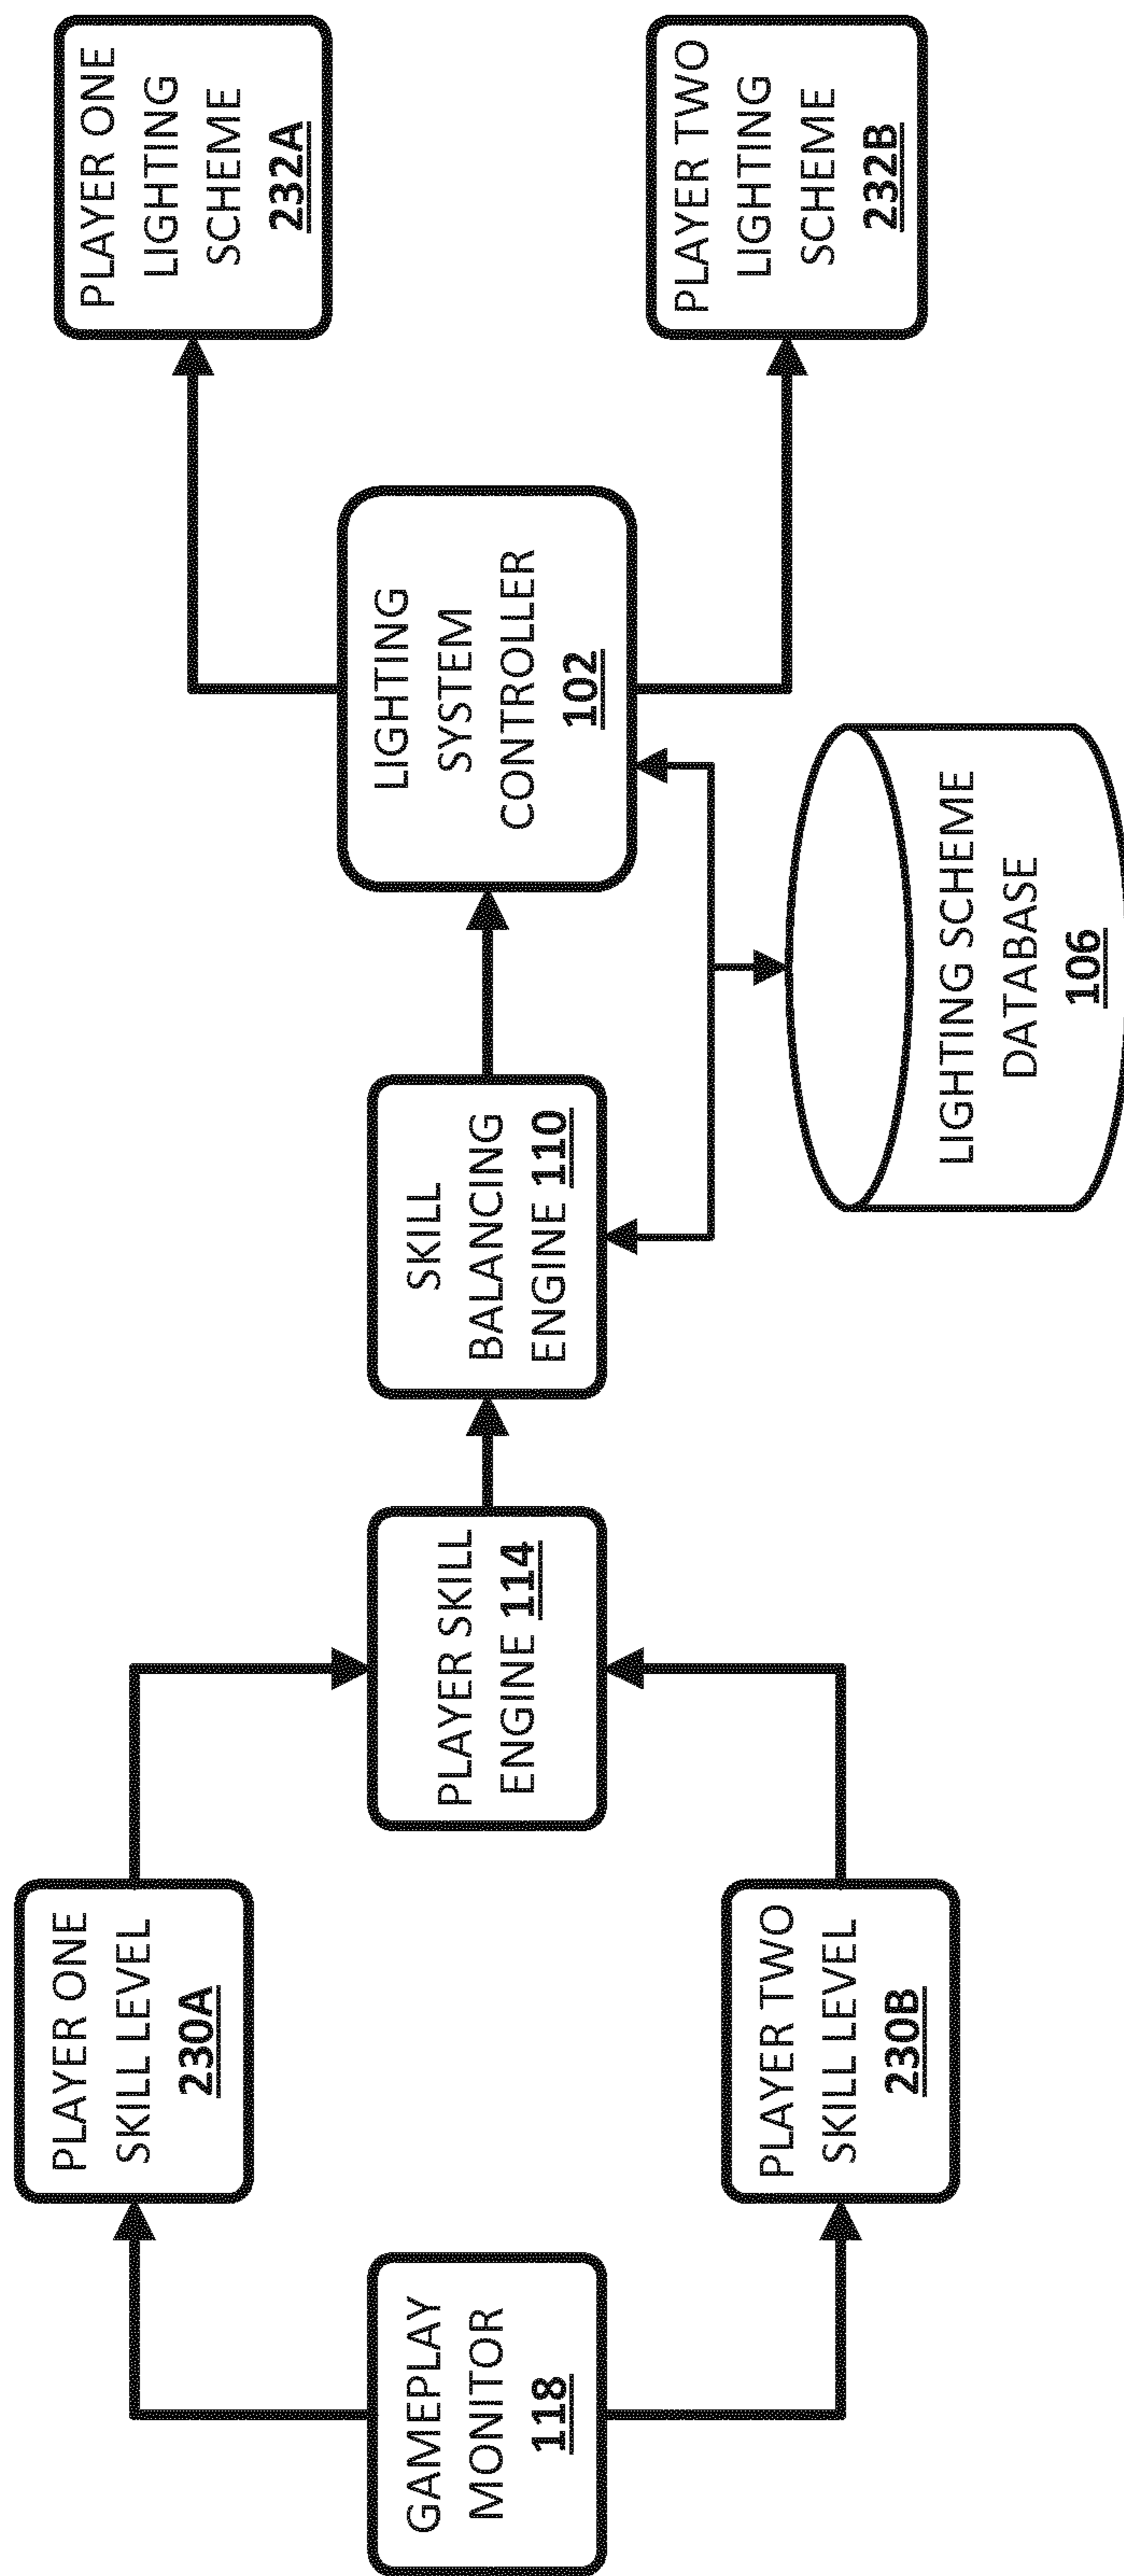 GAMEPLAY
MONITOR
118
PLAYER ONE
SKILL LEVEL
230A
PLAYER TWO
SKILL LEVEL
230B
PLAYER SKILL
ENGINE 114
SKILL
BALANCING
ENGINE 110
LIGHTING
SYSTEM
CONTROLLER
102
LIGHTING SCHEME
DATABASE
106
PLAYER ONE
LIGHTING
SCHEME
232A
PLAYER TWO
LIGHTING
SCHEME
232B